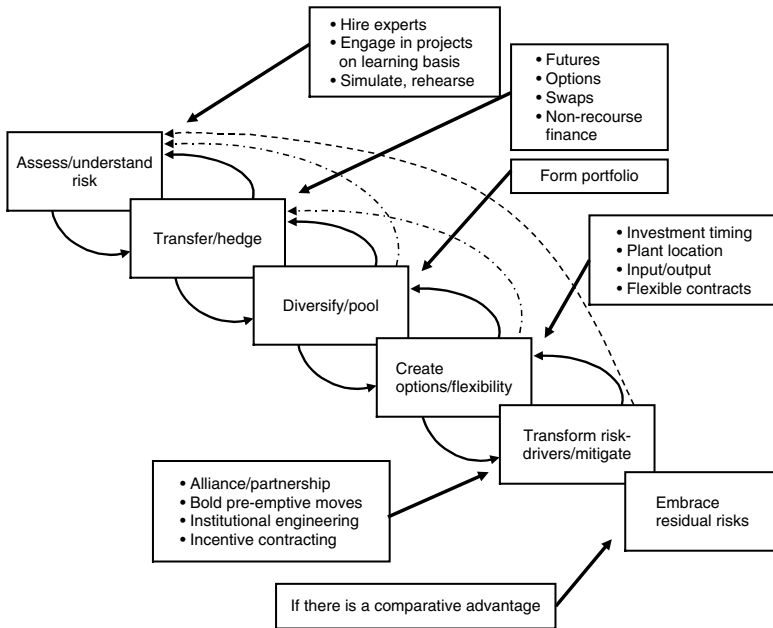 • Hire experts
• Engage in projects
on learning basis
• Simulate, rehearse
• Futures
• Options
• Swaps
• Non-recourse
finance
Assess/understand
risk
Form portfolio
Transfer/hedge
• Investment timing
• Plant location
• Input/output
• Flexible contracts
Diversify/pool
Create
options/flexibility
Transform risk-
drivers/mitigate
• Alliance/partnership
• Bold pre-emptive moves
• Institutional engineering
• Incentive contracting
Embrace
residual risks
If there is a comparative advantage